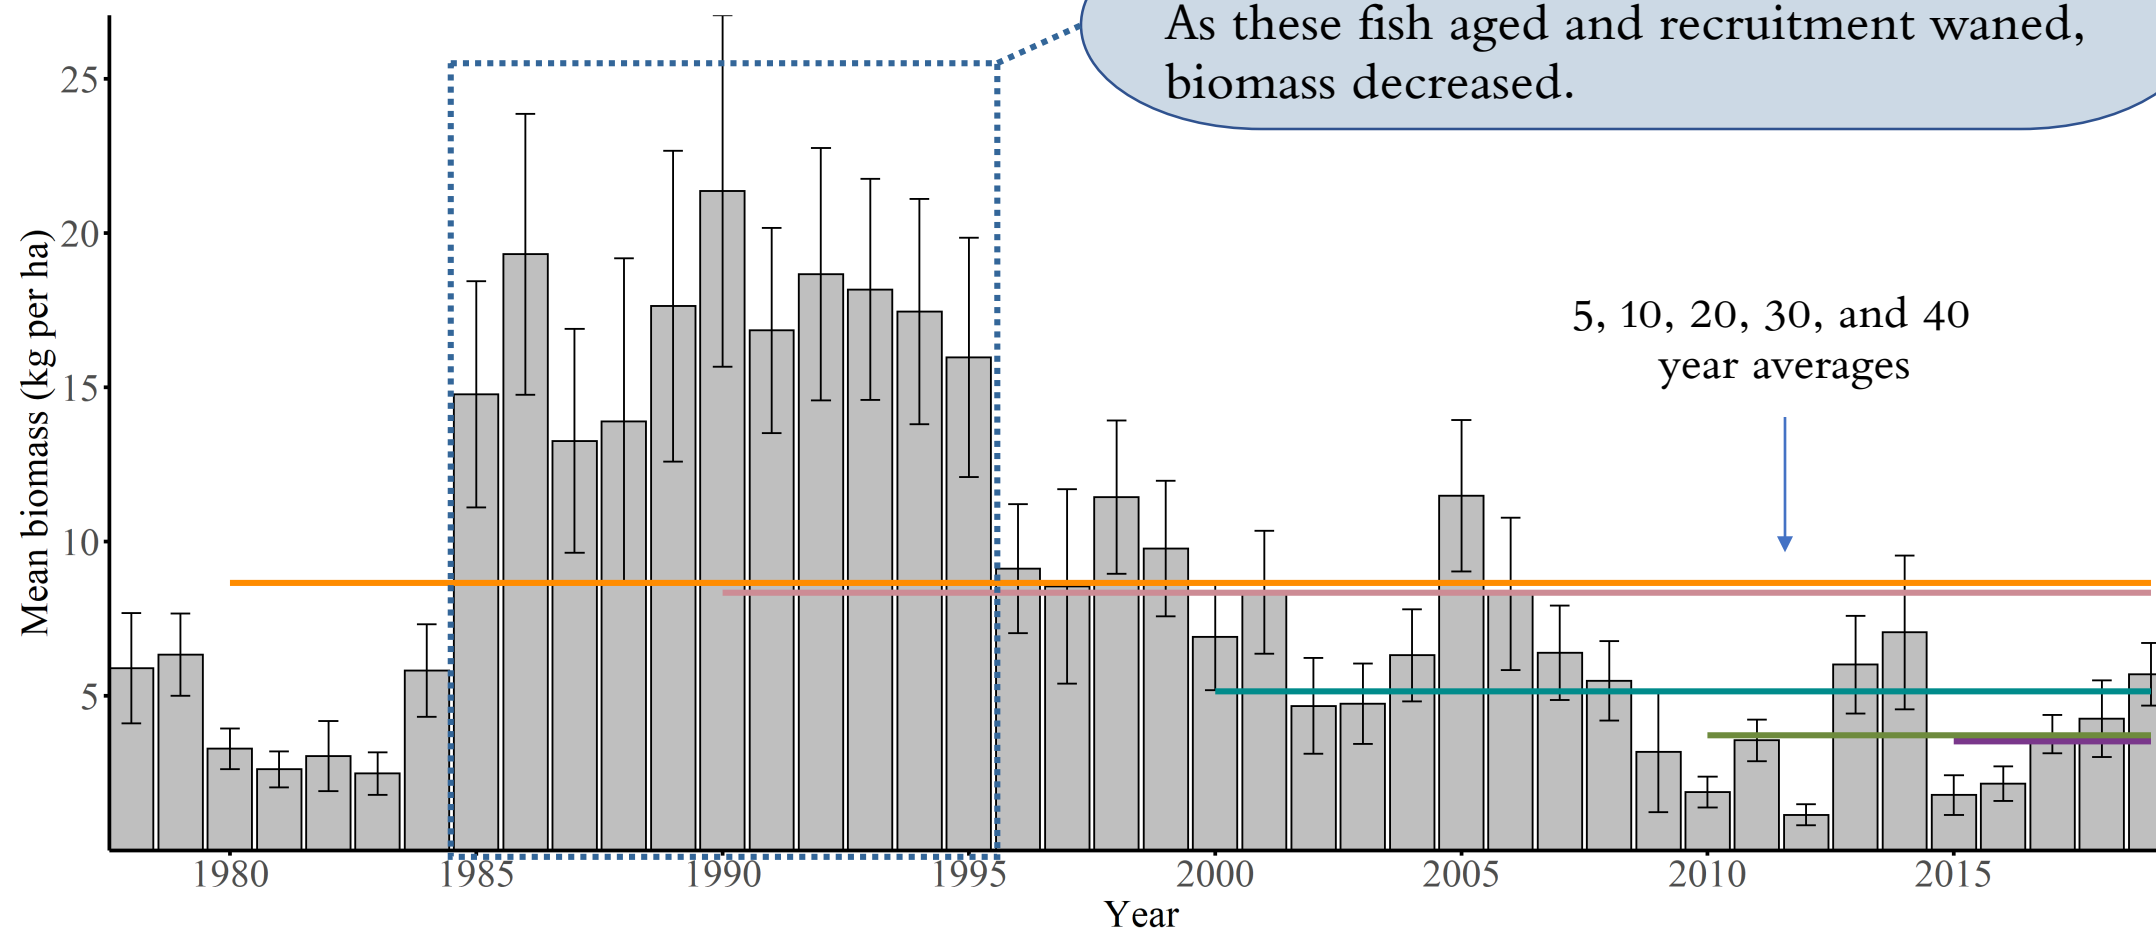 As these fish aged and recruitment waned,
biomass decreased.
5, 10, 20, 30, and 40
year averages
Mean biomass (kg per ha)
25
20
15
10
5
1980 1985 1990 1995 2000 2005 2010 2015
Year